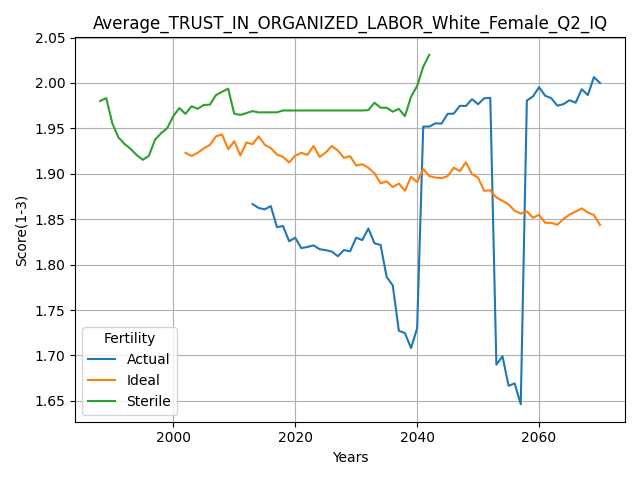 Average_TRUST_IN_ORGANIZED_LABOR_White_Female_Q2_IQ
2.05
2.00
1.95
1.90
1.85
1.80
1.75
1.70
1.65
Score(1-3)
Fertility
Actual
Ideal
Sterile
2000
2020
2040
2060
Years